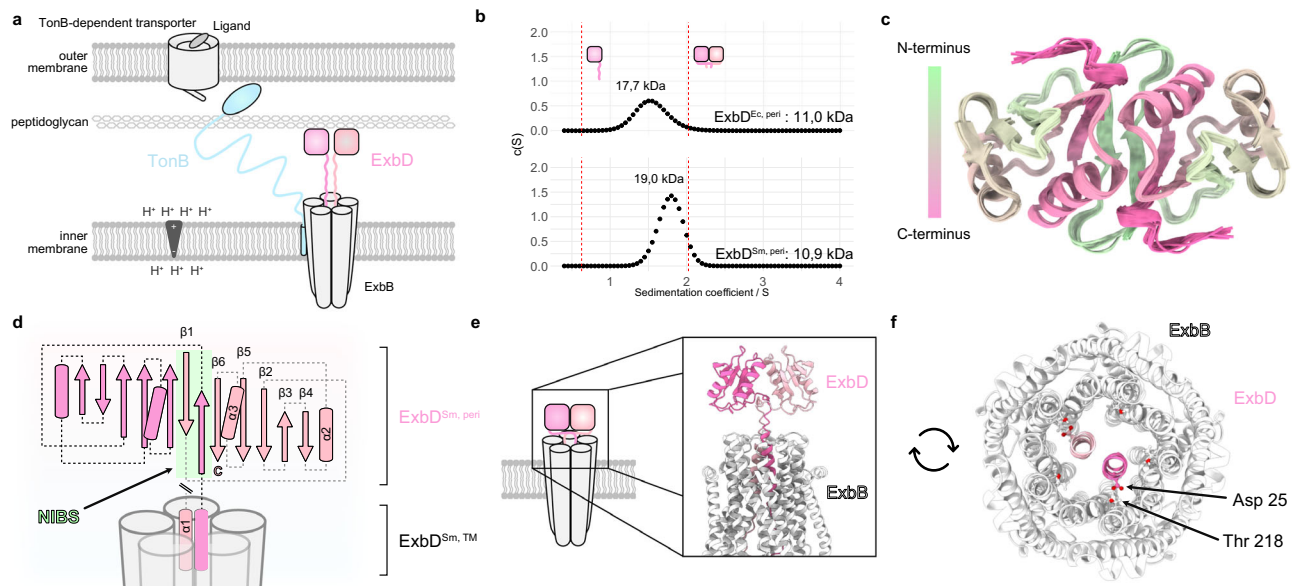 a
TonB-dependent transporter
Ligand
outer
membrane
peptidoglycan
TonB
ExbD
H⁺ H⁺ H⁺ H⁺
+
-
inner
membrane
H⁺ H⁺ H⁺ H⁺
ExbB
b
2.0
1.5
1.0
0.5
0.0
17,7 kDa
ExbD^Ec, peri : 11,0 kDa
c(S)
2.0
1.5
1.0
0.5
0.0
19,0 kDa
ExbD^Sm, peri: 10,9 kDa
1 2 3 4
Sedimentation coefficient / S
c
N-terminus
C-terminus
d
β1
β6
β5
β2
β3
β4
α3
α2
C
ExbD^Sm, peri
NIBS
α1
ExbD^Sm, TM
e
ExbD
ExbB
f
ExbB
ExbD
Asp 25
Thr 218